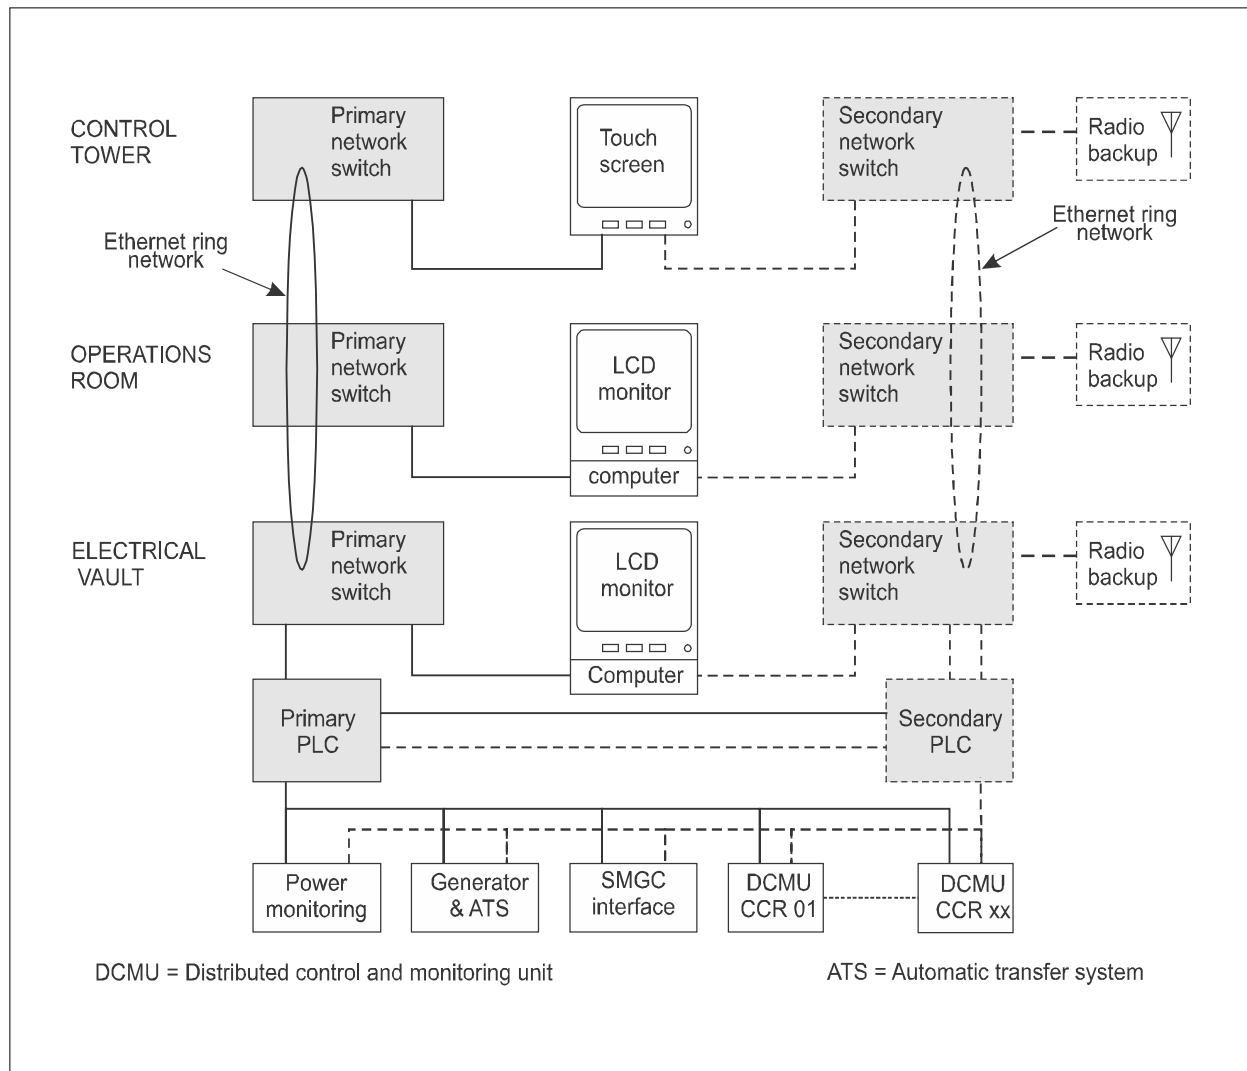 CONTROL
TOWER
Primary
network
switch
Touch
screen
Secondary
network
switch
Radio
backup
Ethernet ring
network
Ethernet ring
network
OPERATIONS
ROOM
Primary
network
switch
LCD
monitor
computer
Secondary
network
switch
Radio
backup
ELECTRICAL
VAULT
Primary
network
switch
LCD
monitor
Computer
Secondary
network
switch
Radio
backup
Primary
PLC
Secondary
PLC
Power
monitoring
Generator
& ATS
SMGC
interface
DCMU
CCR 01
DCMU
CCR xx
DCMU = Distributed control and monitoring unit
ATS = Automatic transfer system